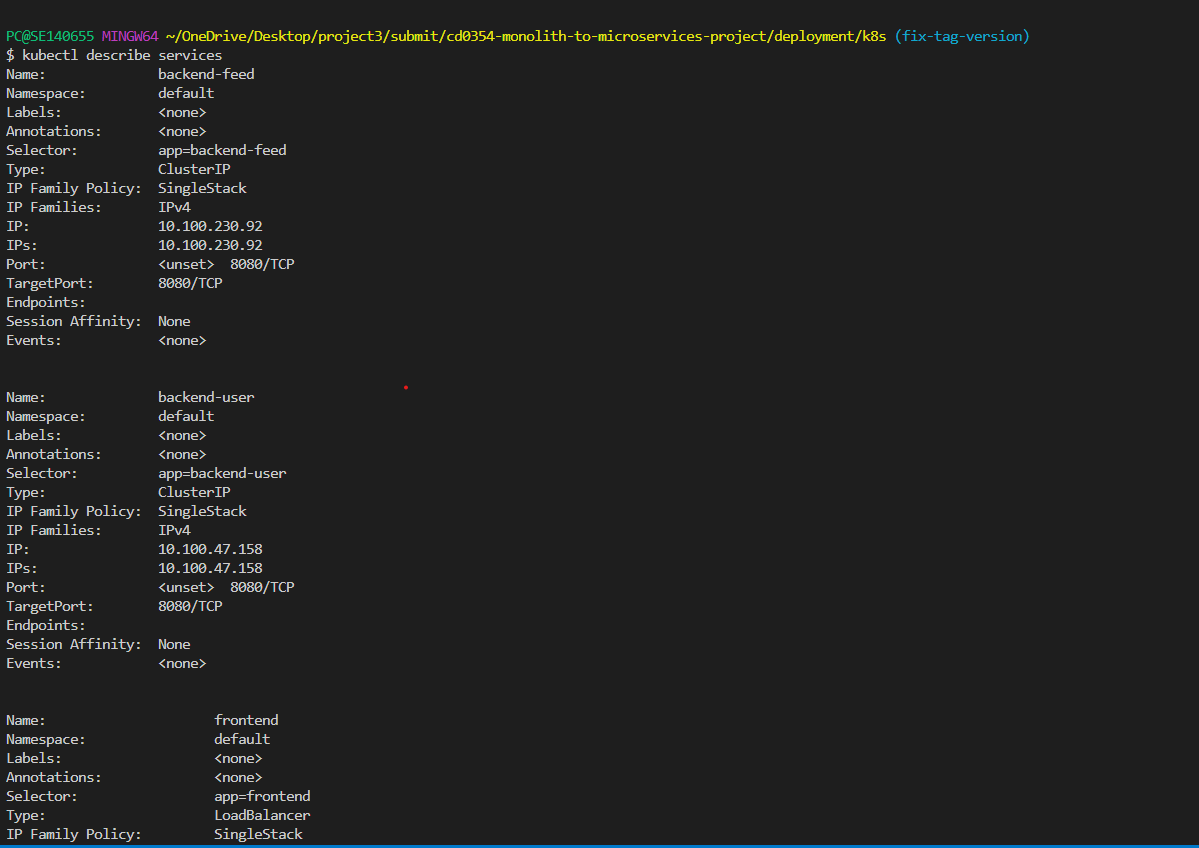 PC@SE140655 MINGW64 ~/OneDrive/Desktop/project3/submit/cd0354-monolith-to-microservices-project/deployment/k8s (fix-tag-version)
$ kubectl describe services
Name:              backend-feed
Namespace:         default
Labels:            <none>
Annotations:       <none>
Selector:          app=backend-feed
Type:              ClusterIP
IP Family Policy:  SingleStack
IP Families:       IPv4
IP:                10.100.230.92
IPs:               10.100.230.92
Port:              <unset>  8080/TCP
TargetPort:        8080/TCP
Endpoints:
Session Affinity:  None
Events:            <none>
Name:              backend-user
Namespace:         default
Labels:            <none>
Annotations:       <none>
Selector:          app=backend-user
Type:              ClusterIP
IP Family Policy:  SingleStack
IP Families:       IPv4
IP:                10.100.47.158
IPs:               10.100.47.158
Port:              <unset>  8080/TCP
TargetPort:        8080/TCP
Endpoints:
Session Affinity:  None
Events:            <none>
Name:                     frontend
Namespace:                default
Labels:                   <none>
Annotations:              <none>
Selector:                 app=frontend
Type:                     LoadBalancer
IP Family Policy:         SingleStack